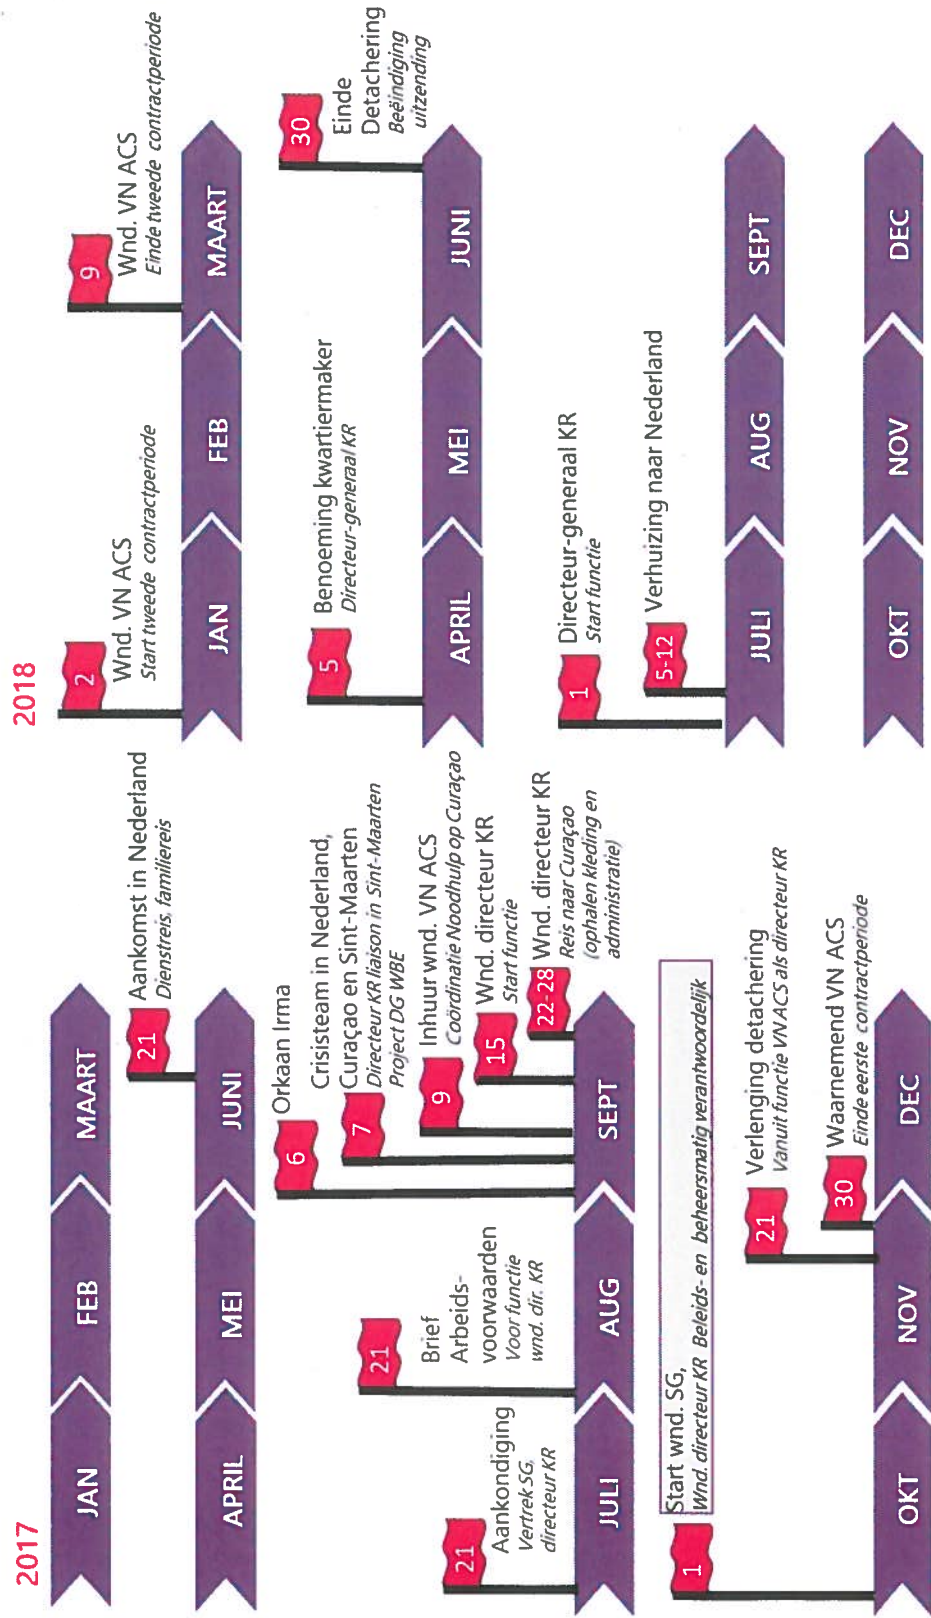 2017
JAN
FEB
MAART
21
Aankomst in Nederland
Dienstreis, familiereis
APRIL
MEI
JUNI
21
Aankondiging
Vertrek SG,
directeur KR
21
Brief
Arbeids-
voorwaarden
Voor functie
wnd. dir. KR
6
Orkaan Irma
7
Crisisteam in Nederland,
Curaçao en Sint-Maarten
Directeur KR liaison in Sint-Maarten
Project DG WBE
9
Inhuur wnd. VN ACS
Coördinatie Noodhulp op Curaçao
15
Wnd. directeur KR
Start functie
22-28
Wnd. directeur KR
Reis naar Curaçao
(ophalen kleding en
administratie)
JULI
AUG
SEPT
1
Start wnd. SG,
Wnd. directeur KR Beleids- en beheersmatig verantwoordelijk
21
Verlenging detachering
Vanuit functie VN ACS als directeur KR
30
Waarnemend VN ACS
Einde eerste contractperiode
OKT
NOV
DEC
2018
2
Wnd. VN ACS
Start tweede contractperiode
9
Wnd. VN ACS
Einde tweede contractperiode
JAN
FEB
MAART
5
Benoeming kwartiermaker
Directeur-generaal KR
30
Einde
Detachering
Beëindiging
uitzending
APRIL
MEI
JUNI
1
Directeur-generaal KR
Start functie
5-12
Verhuizing naar Nederland
JULI
AUG
SEPT
OKT
NOV
DEC